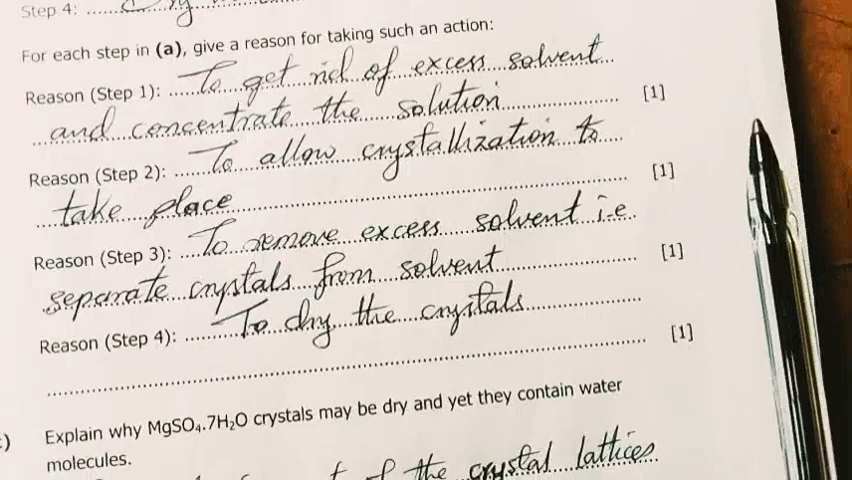 Step 4: ...... Dry
For each step in (a), give a reason for taking such an action:
Reason (Step 1): To get rid of excess solvent
and concentrate the solution [1]
Reason (Step 2): To allow crystallization to
take place [1]
Reason (Step 3): To remove excess solvent i.e
separate crystals from solvent [1]
Reason (Step 4): To dry the crystals
[1]
Explain why MgSO₄.7H₂O crystals may be dry and yet they contain water
molecules.
of the crystal lattices